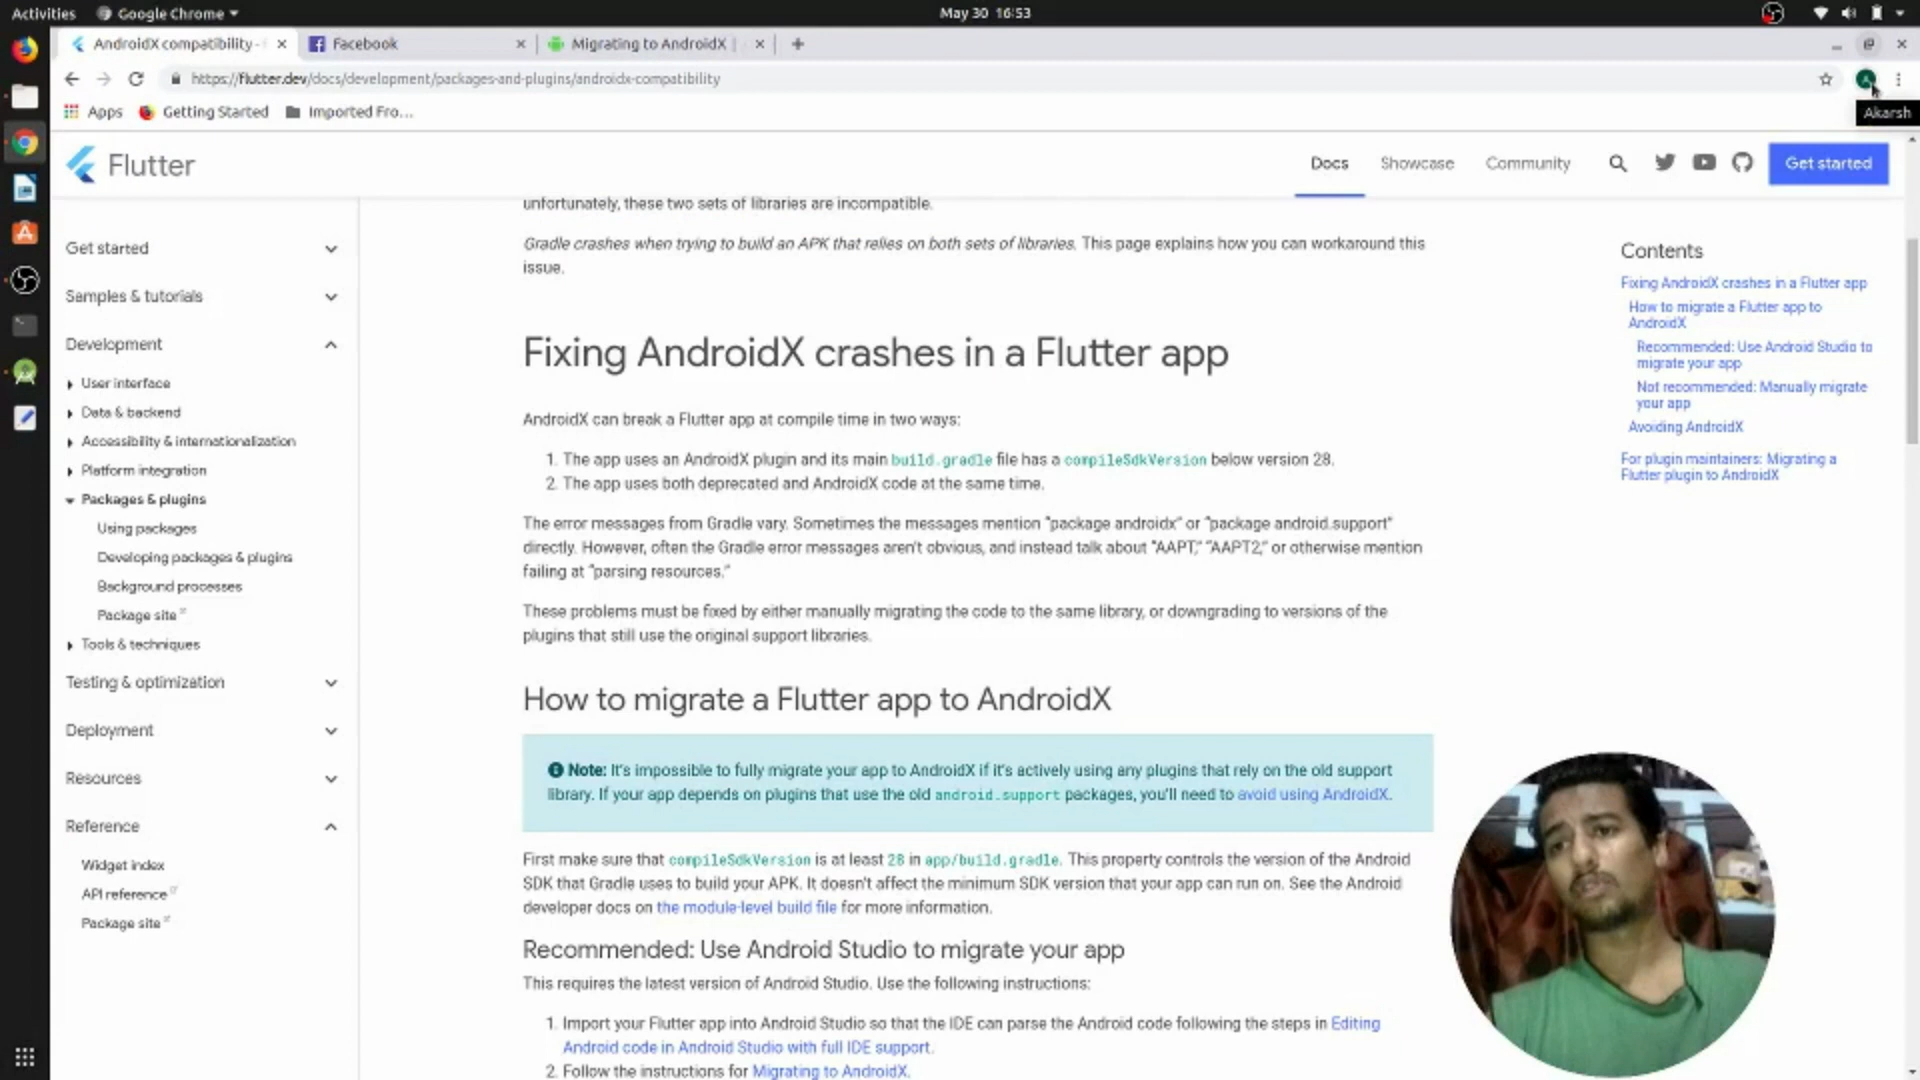 Activities
Google Chrome
May 30 16:53
AndroidX compatibility -
Facebook
Migrating to AndroidX
https://flutter.dev/docs/development/packages-and-plugins/androidx-compatibility
Apps
Getting Started
Imported Fro...
Akarsh
Flutter
Docs
Showcase
Community
Get started
Get started
Samples & tutorials
Development
User interface
Data & backend
Accessibility & internationalization
Platform integration
Packages & plugins
Using packages
Developing packages & plugins
Background processes
Package site
Tools & techniques
Testing & optimization
Deployment
Resources
Reference
Widget index
API reference
Package site
unfortunately, these two sets of libraries are incompatible.
Gradle crashes when trying to build an APK that relies on both sets of libraries. This page explains how you can workaround this
issue.
Fixing AndroidX crashes in a Flutter app
AndroidX can break a Flutter app at compile time in two ways:
1. The app uses an AndroidX plugin and its main build.gradle file has a compileSdkVersion below version 28.
2. The app uses both deprecated and AndroidX code at the same time.
The error messages from Gradle vary. Sometimes the messages mention "package androidx" or "package android.support"
directly. However, often the Gradle error messages aren't obvious, and instead talk about "AAPT," "AAPT2," or otherwise mention
failing at "parsing resources."
These problems must be fixed by either manually migrating the code to the same library, or downgrading to versions of the
plugins that still use the original support libraries.
How to migrate a Flutter app to AndroidX
Note: It's impossible to fully migrate your app to AndroidX if it's actively using any plugins that rely on the old support
library. If your app depends on plugins that use the old android.support packages, you'll need to avoid using AndroidX.
First make sure that compileSdkVersion is at least 28 in app/build.gradle. This property controls the version of the Android
SDK that Gradle uses to build your APK. It doesn't affect the minimum SDK version that your app can run on. See the Android
developer docs on the module-level build file for more information.
Recommended: Use Android Studio to migrate your app
This requires the latest version of Android Studio. Use the following instructions:
1. Import your Flutter app into Android Studio so that the IDE can parse the Android code following the steps in Editing
Android code in Android Studio with full IDE support.
2. Follow the instructions for Migrating to AndroidX.
Contents
Fixing AndroidX crashes in a Flutter app
How to migrate a Flutter app to
AndroidX
Recommended: Use Android Studio to
migrate your app
Not recommended: Manually migrate
your app
Avoiding AndroidX
For plugin maintainers: Migrating a
Flutter plugin to AndroidX